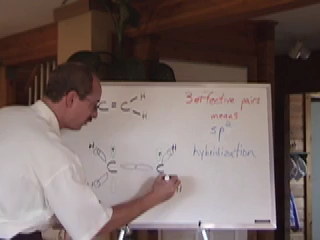 C = C H
H
3 effective pairs
means
sp²
hybridization
H H
C C
H